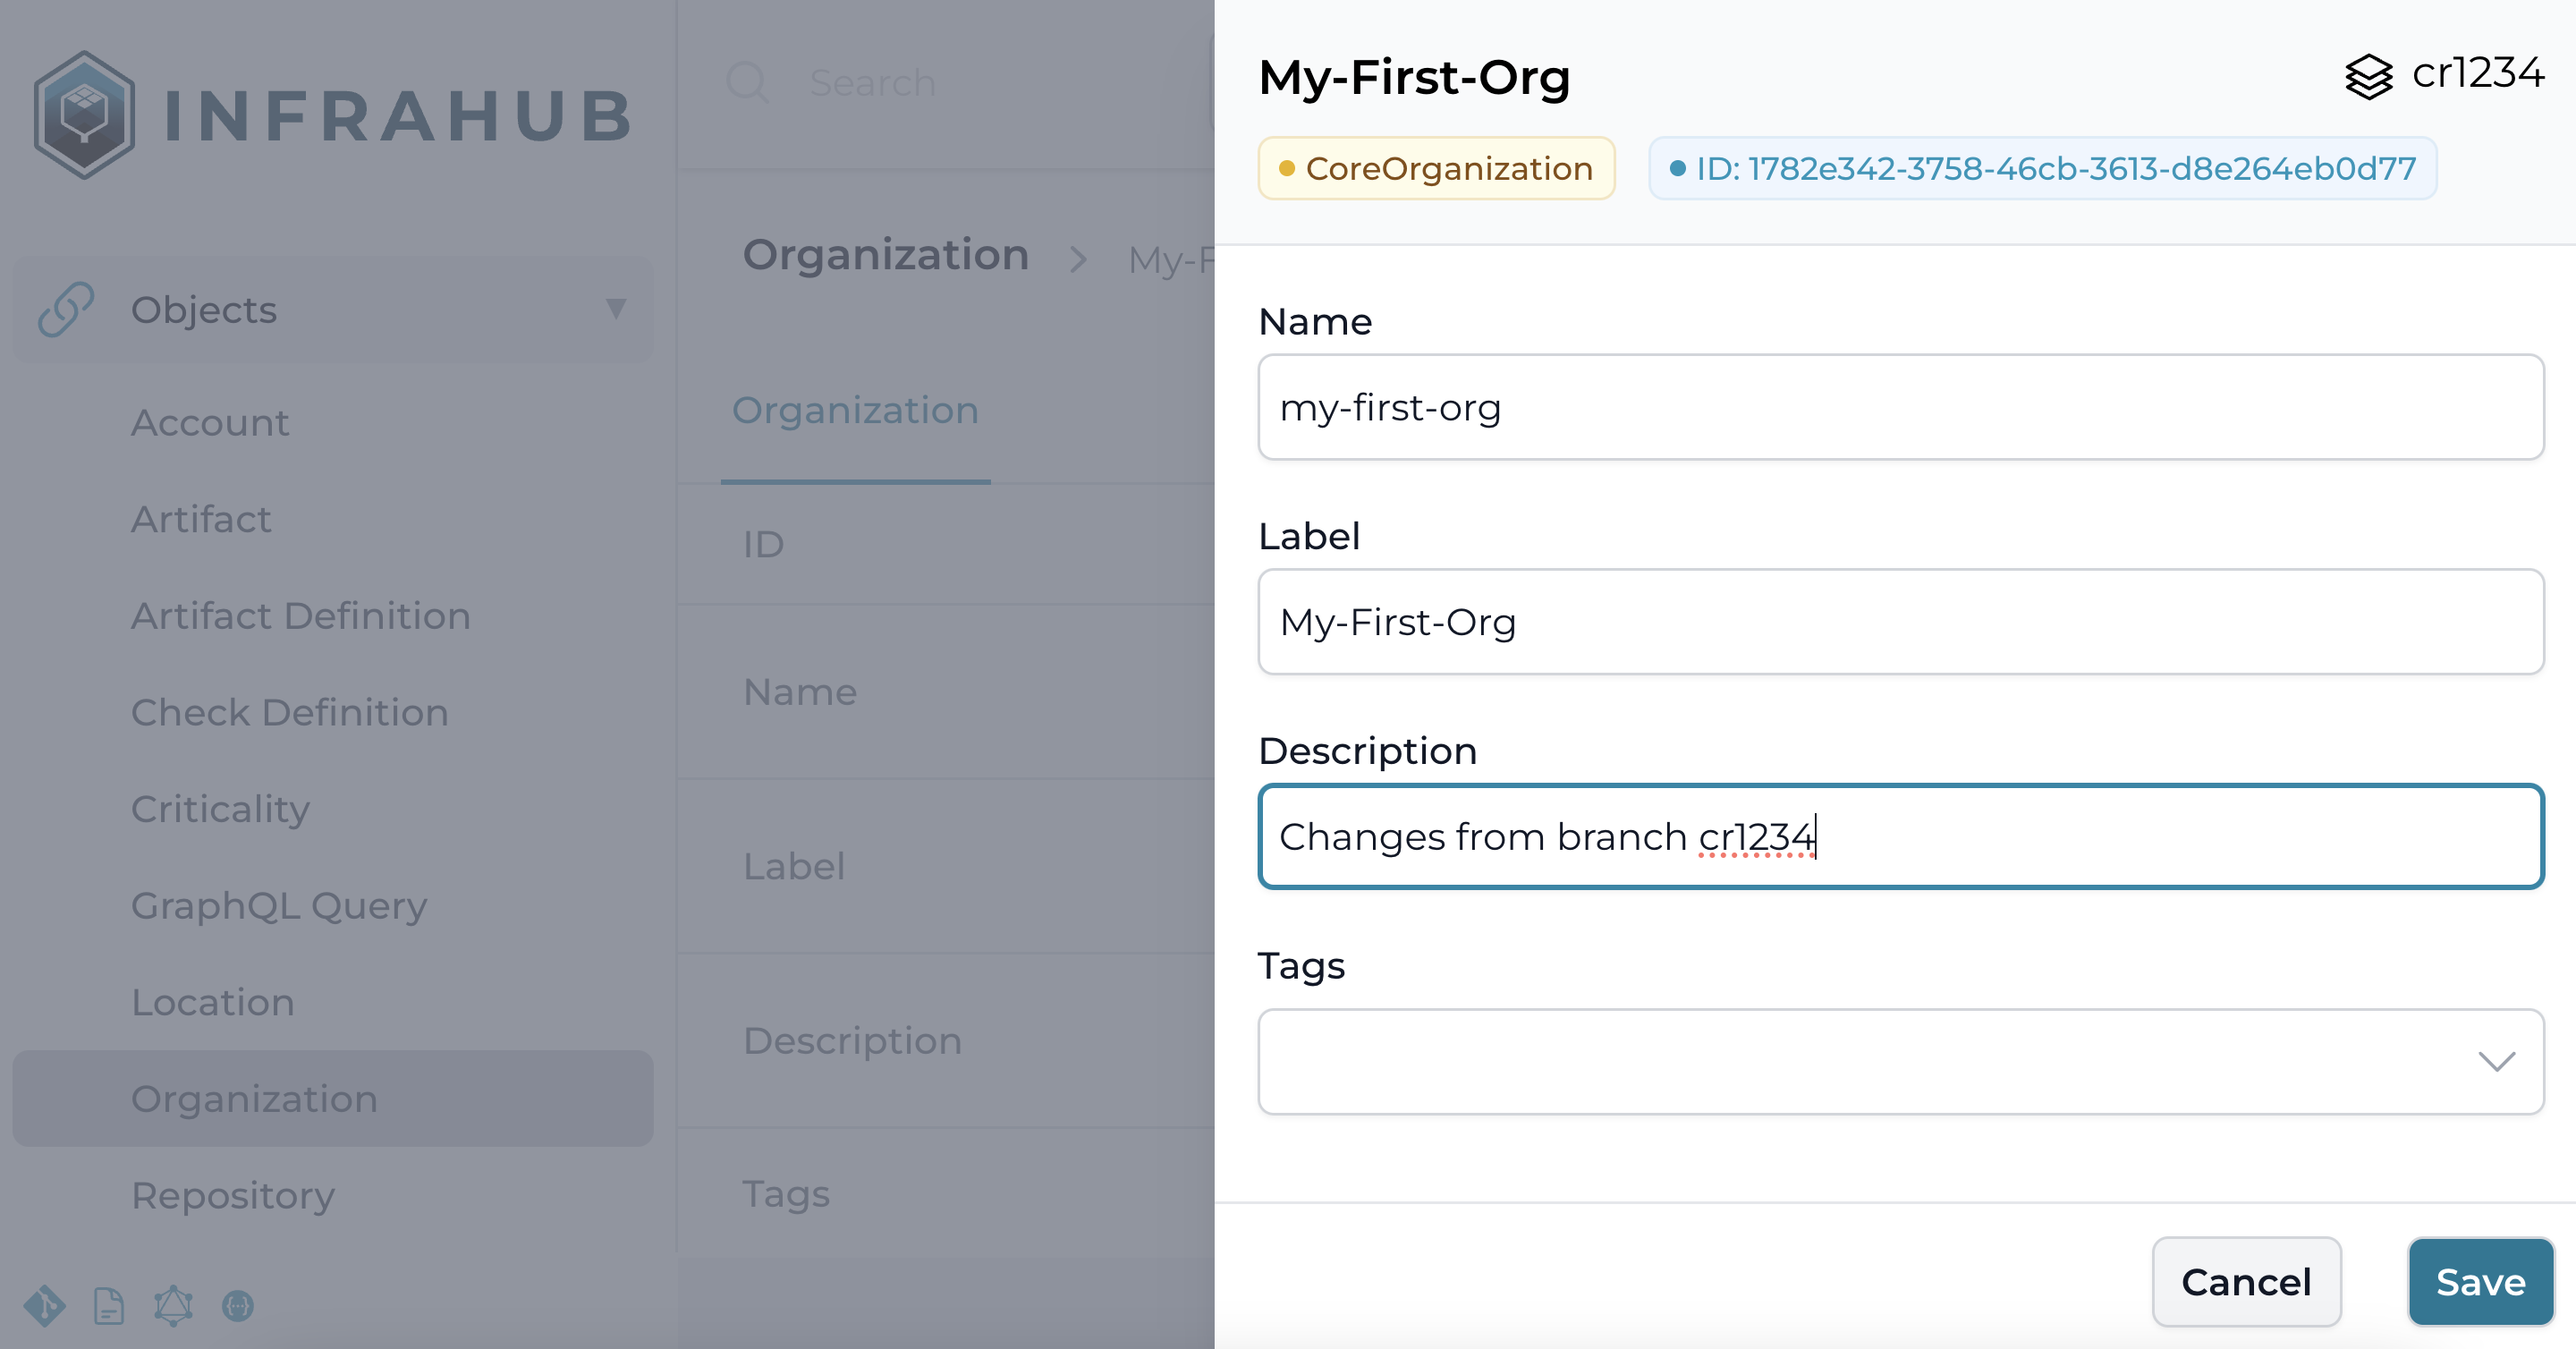 INFRAHUB
Objects
Account
Artifact
Artifact Definition
Check Definition
Criticality
GraphQL Query
Location
Organization
Repository
Search
Organization > My-F
Organization
ID
Name
Label
Description
Tags
My-First-Org
cr1234
CoreOrganization
ID: 1782e342-3758-46cb-3613-d8e264eb0d77
Name
my-first-org
Label
My-First-Org
Description
Changes from branch cr1234
Tags
Cancel
Save